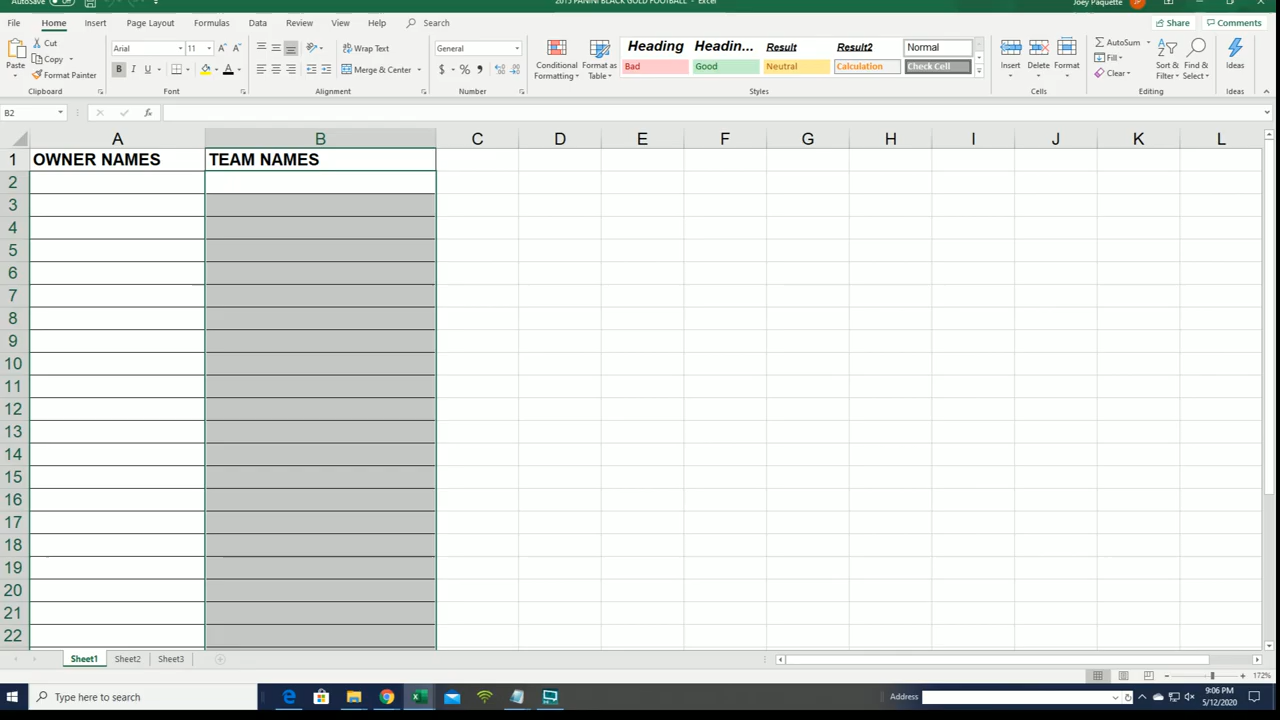 AutoSave
2015 PANINI BLACK GOLD FOOTBALL - Excel
Joey Paquette
JP
File Home Insert Page Layout Formulas Data Review View Help Search
Share Comments
Paste
Cut
Copy
Format Painter
Clipboard
Arial 11
B I U
Font
Wrap Text
Merge & Center
Alignment
General
$ % ,
Number
Conditional Formatting
Format as Table
Heading Headin... Result Result2 Normal
Bad Good Neutral Calculation Check Cell
Styles
Insert Delete Format
Cells
AutoSum
Fill
Clear
Sort & Filter
Find & Select
Editing
Ideas
Ideas
B2
fx
A B C D E F G H I J K L
1 OWNER NAMES TEAM NAMES
2
3
4
5
6
7
8
9
10
11
12
13
14
15
16
17
18
19
20
21
22
Sheet1 Sheet2 Sheet3
172%
Type here to search
Address
9:06 PM
5/12/2020